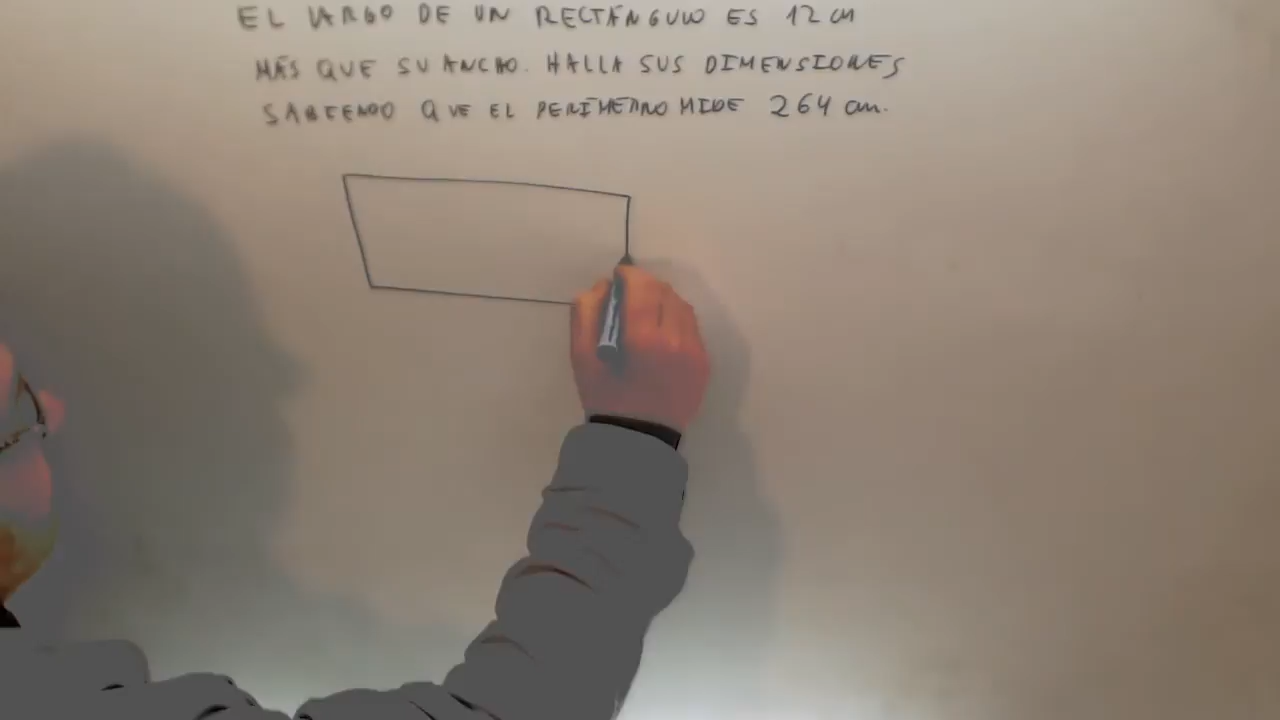 EL LARGO DE UN RECTÁNGULO ES 12 cm
MÁS QUE SU ANCHO. HALLA SUS DIMENSIONES
SABIENDO QUE EL PERÍMETRO MIDE 264 cm.